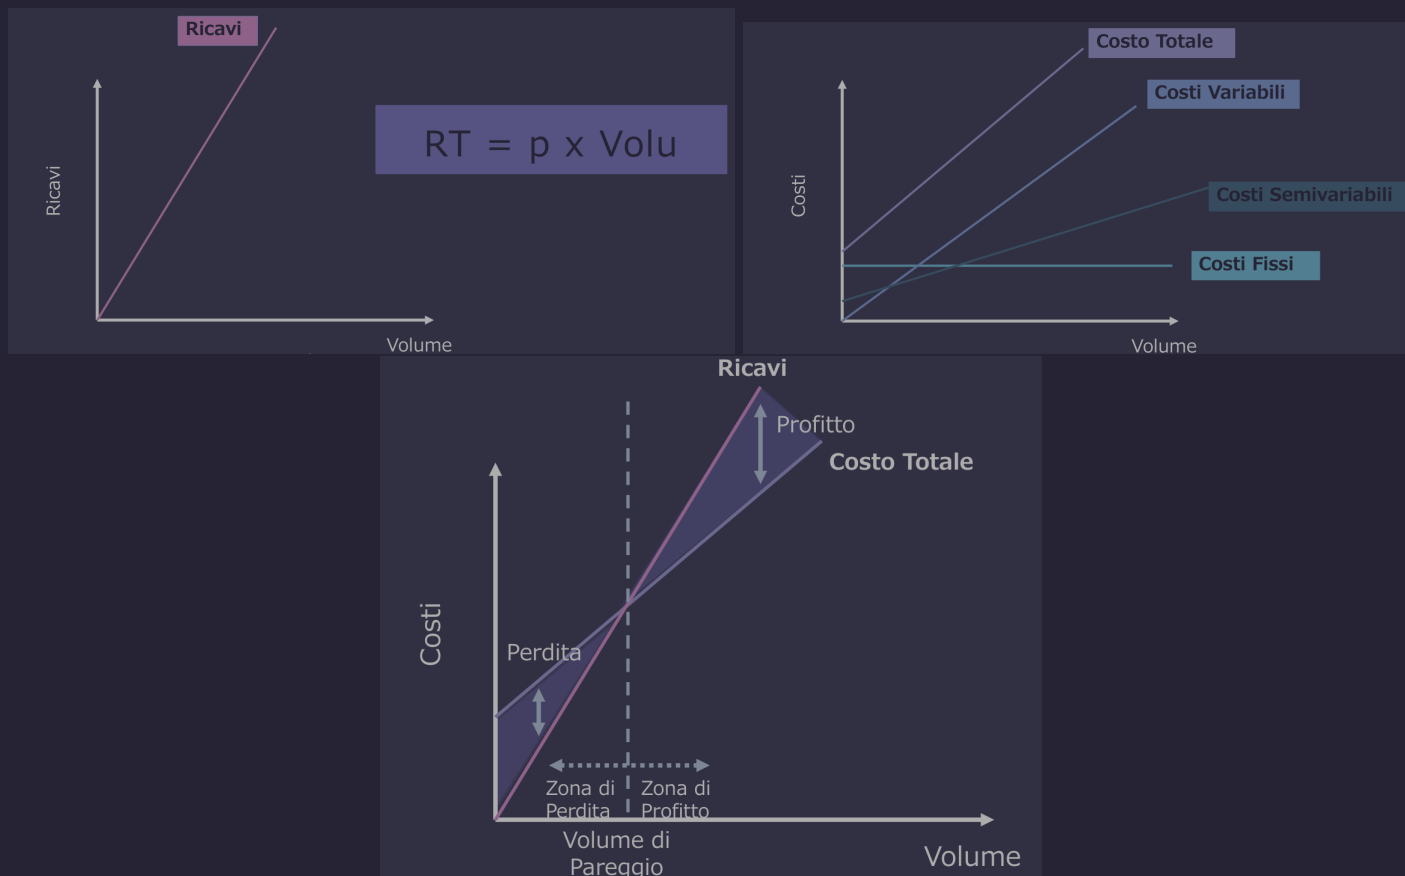 Ricavi
RT = p x Volu
Ricavi
Volume
Costo Totale
Costi Variabili
Costi Semivariabili
Costi Fissi
Costi
Volume
Ricavi
Profitto
Costo Totale
Costi
Perdita
Zona di
Perdita
Zona di
Profitto
Volume di
Pareggio
Volume